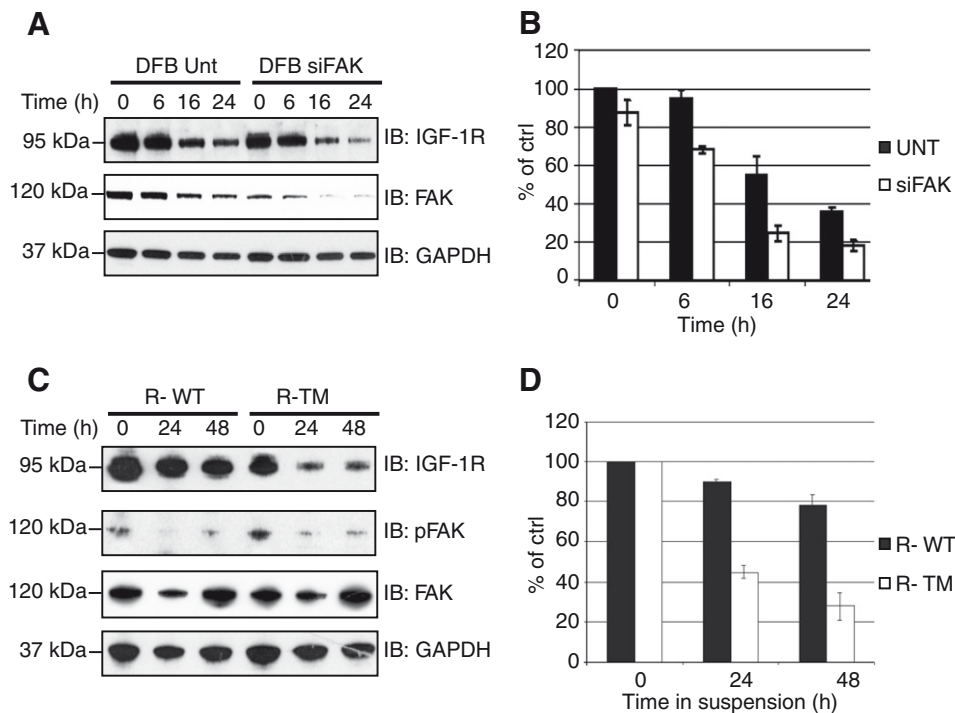 A
DFB Unt DFB siFAK
Time (h) 0 6 16 24 0 6 16 24
95 kDa IB: IGF-1R
120 kDa IB: FAK
37 kDa IB: GAPDH
B
120
100
80
60
40
20
0
% of ctrl
0 6 16 24
Time (h)
UNT
siFAK
C
R- WT R-TM
Time (h) 0 24 48 0 24 48
95 kDa IB: IGF-1R
120 kDa IB: pFAK
120 kDa IB: FAK
37 kDa IB: GAPDH
D
120
100
80
60
40
20
0
% of ctrl
0 24 48
Time in suspension (h)
R- WT
R- TM